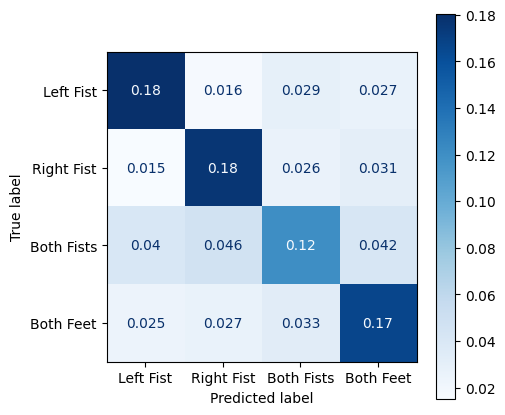 Left Fist 0.18 0.016 0.029 0.027
Right Fist 0.015 0.18 0.026 0.031
Both Fists 0.04 0.046 0.12 0.042
Both Feet 0.025 0.027 0.033 0.17
Left Fist Right Fist Both Fists Both Feet
Predicted label
True label
0.18
0.16
0.14
0.12
0.10
0.08
0.06
0.04
0.02